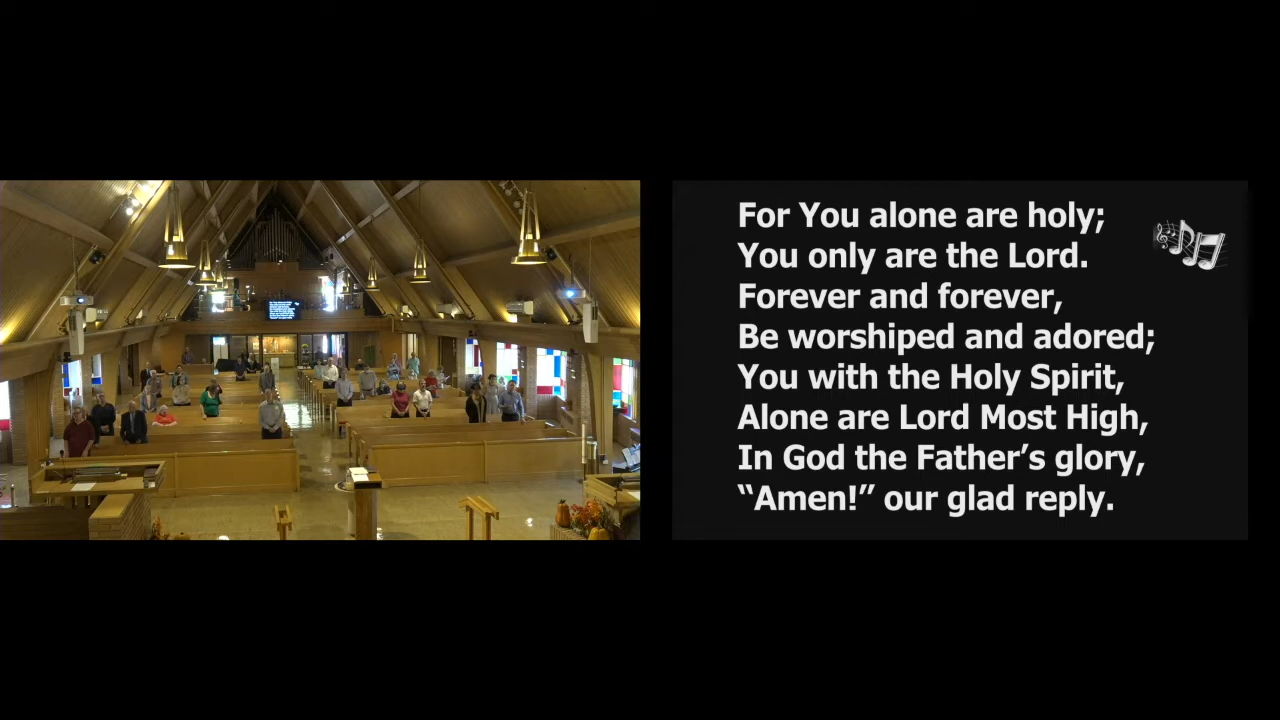 For You alone are holy;
You only are the Lord.
Forever and forever,
Be worshiped and adored;
You with the Holy Spirit,
Alone are Lord Most High,
In God the Father’s glory,
“Amen!” our glad reply.